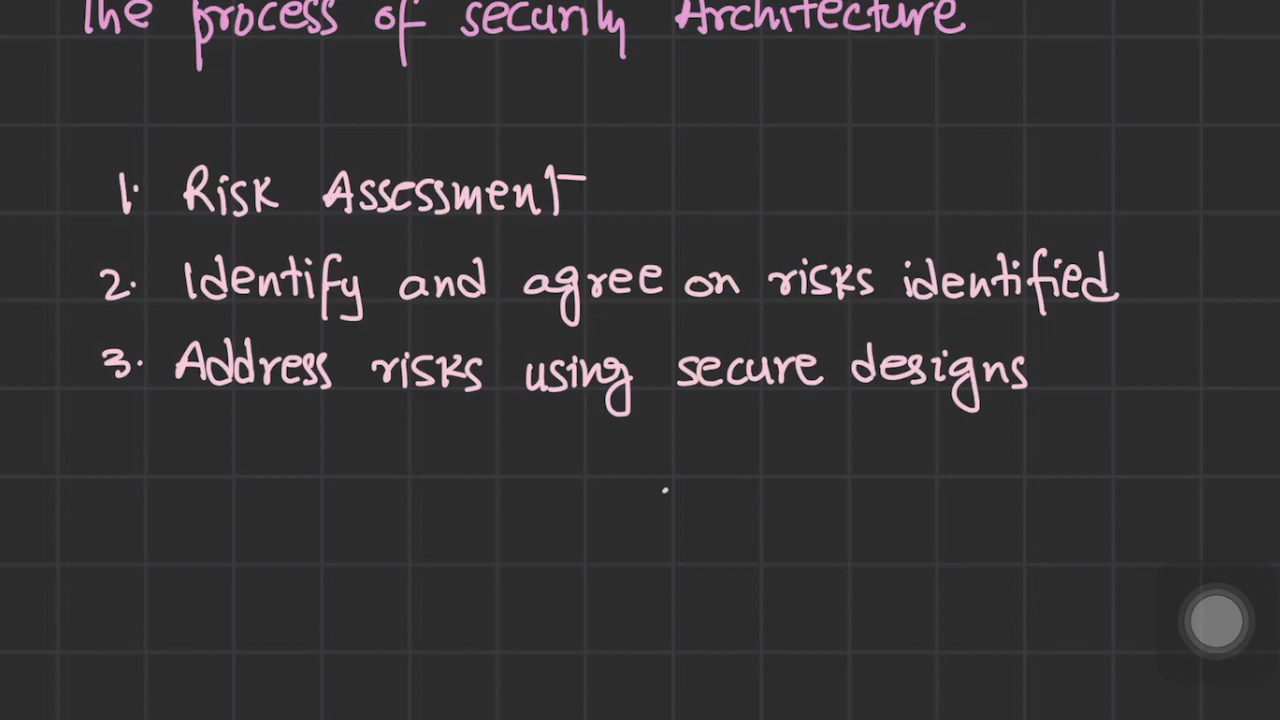 The process of security Architecture
1. Risk Assessment
2. Identify and agree on risks identified
3. Address risks using secure designs